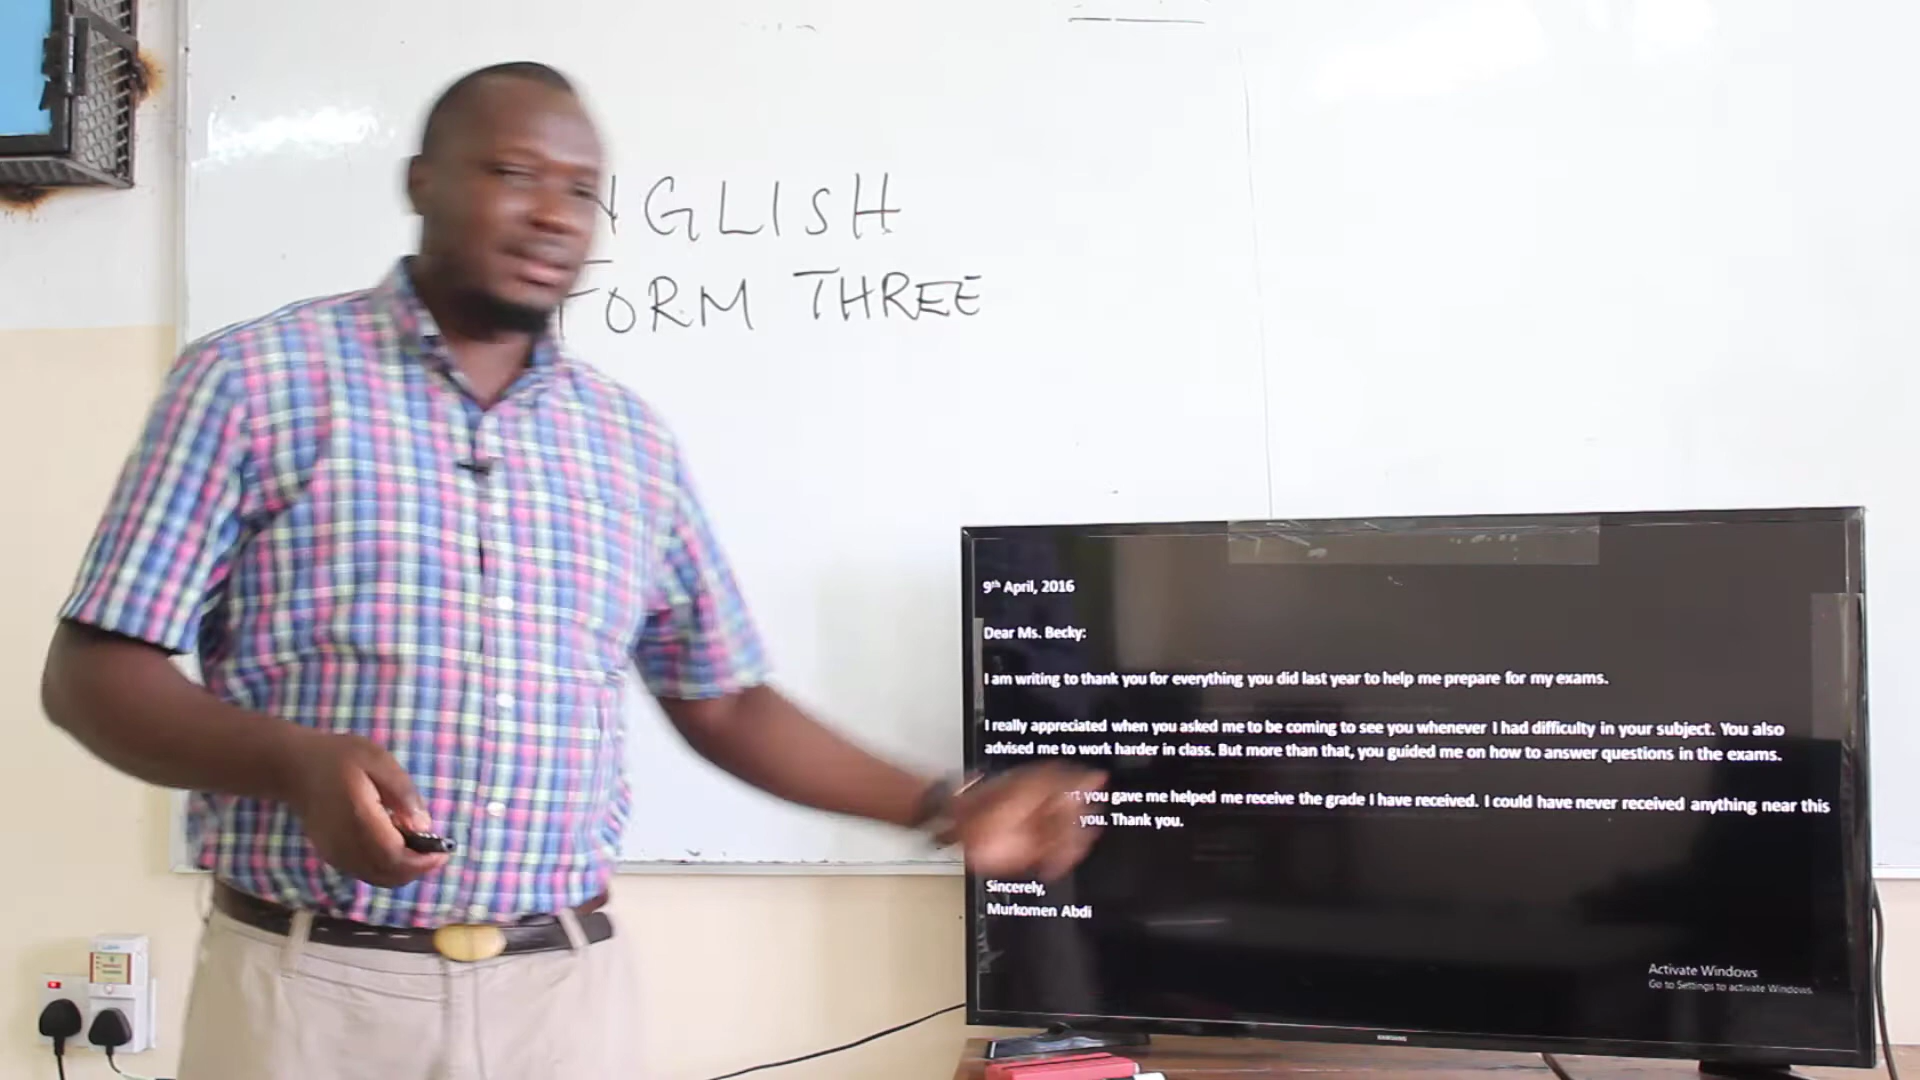 NGLISH
FORM THREE
9th April, 2016
Dear Ms. Becky:
I am writing to thank you for everything you did last year to help me prepare for my exams.
I really appreciated when you asked me to be coming to see you whenever I had difficulty in your subject. You also
advised me to work harder in class. But more than that, you guided me on how to answer questions in the exams.
you gave me helped me receive the grade I have received. I could have never received anything near this
you. Thank you.
Sincerely,
Murkomen Abdi
Activate Windows
Go to Settings to activate Windows.
SAMSUNG